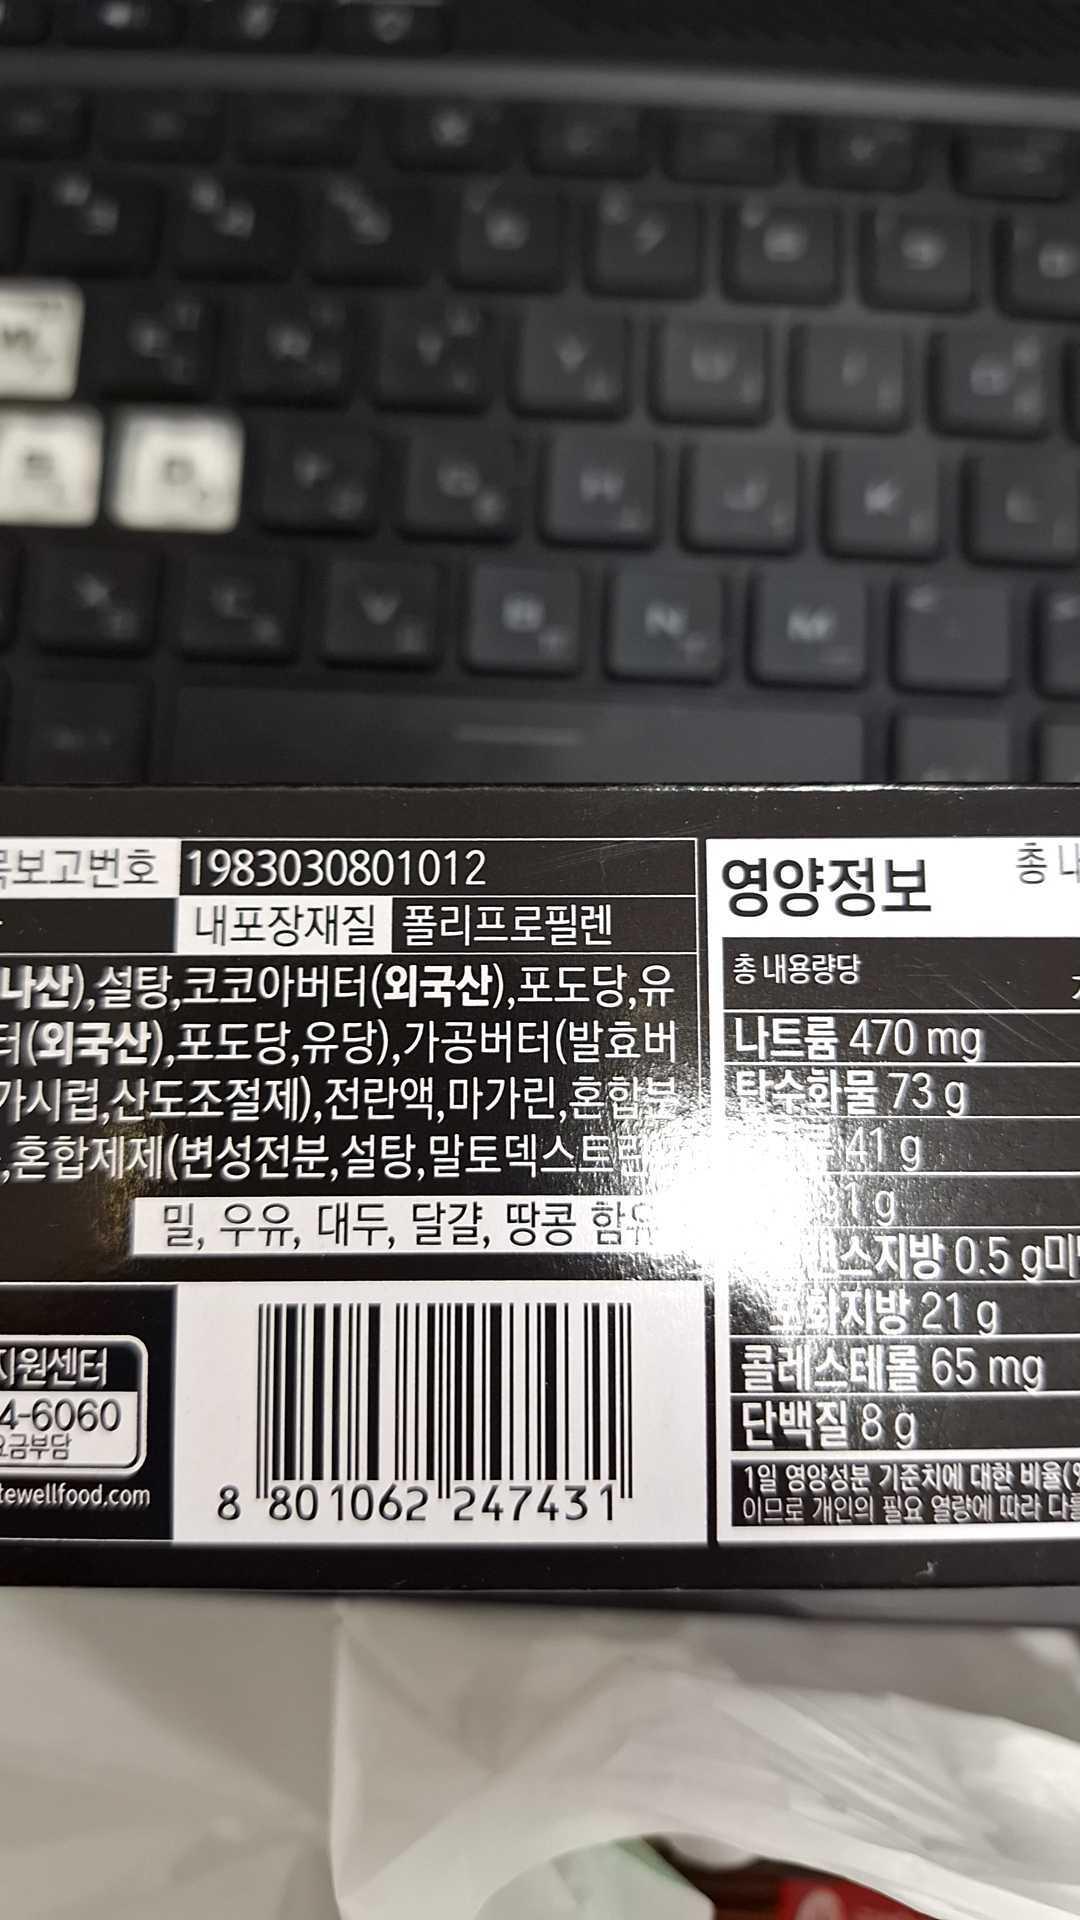 목보고번호 1983030801012
내포장재질 폴리프로필렌
나산),설탕,코코아버터(외국산),포도당,유
터(외국산),포도당,유당),가공버터(발효버
가시럽,산도조절제),전란액,마가린,혼합분
,혼합제제(변성전분,설탕,말토덱스트린
밀, 우유, 대두, 달걀, 땅콩 함유
지원센터
4-6060
요금부담
tewellfood.com
8 801062 247431
영양정보 총 내
총 내용량당
나트륨 470 mg
탄수화물 73 g
41 g
31 g
스지방 0.5 g미만
포화지방 21 g
콜레스테롤 65 mg
단백질 8 g
1일 영양성분 기준치에 대한 비율(%
이므로 개인의 필요 열량에 따라 다를
W
S D F G H J K L
X C V B N M